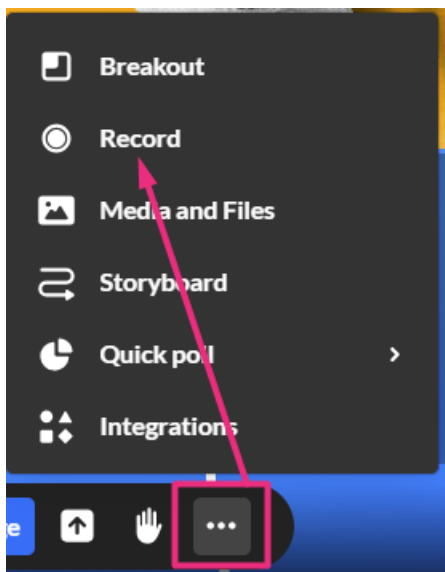 Breakout
Record
Media and Files
Storyboard
Quick poll
Integrations